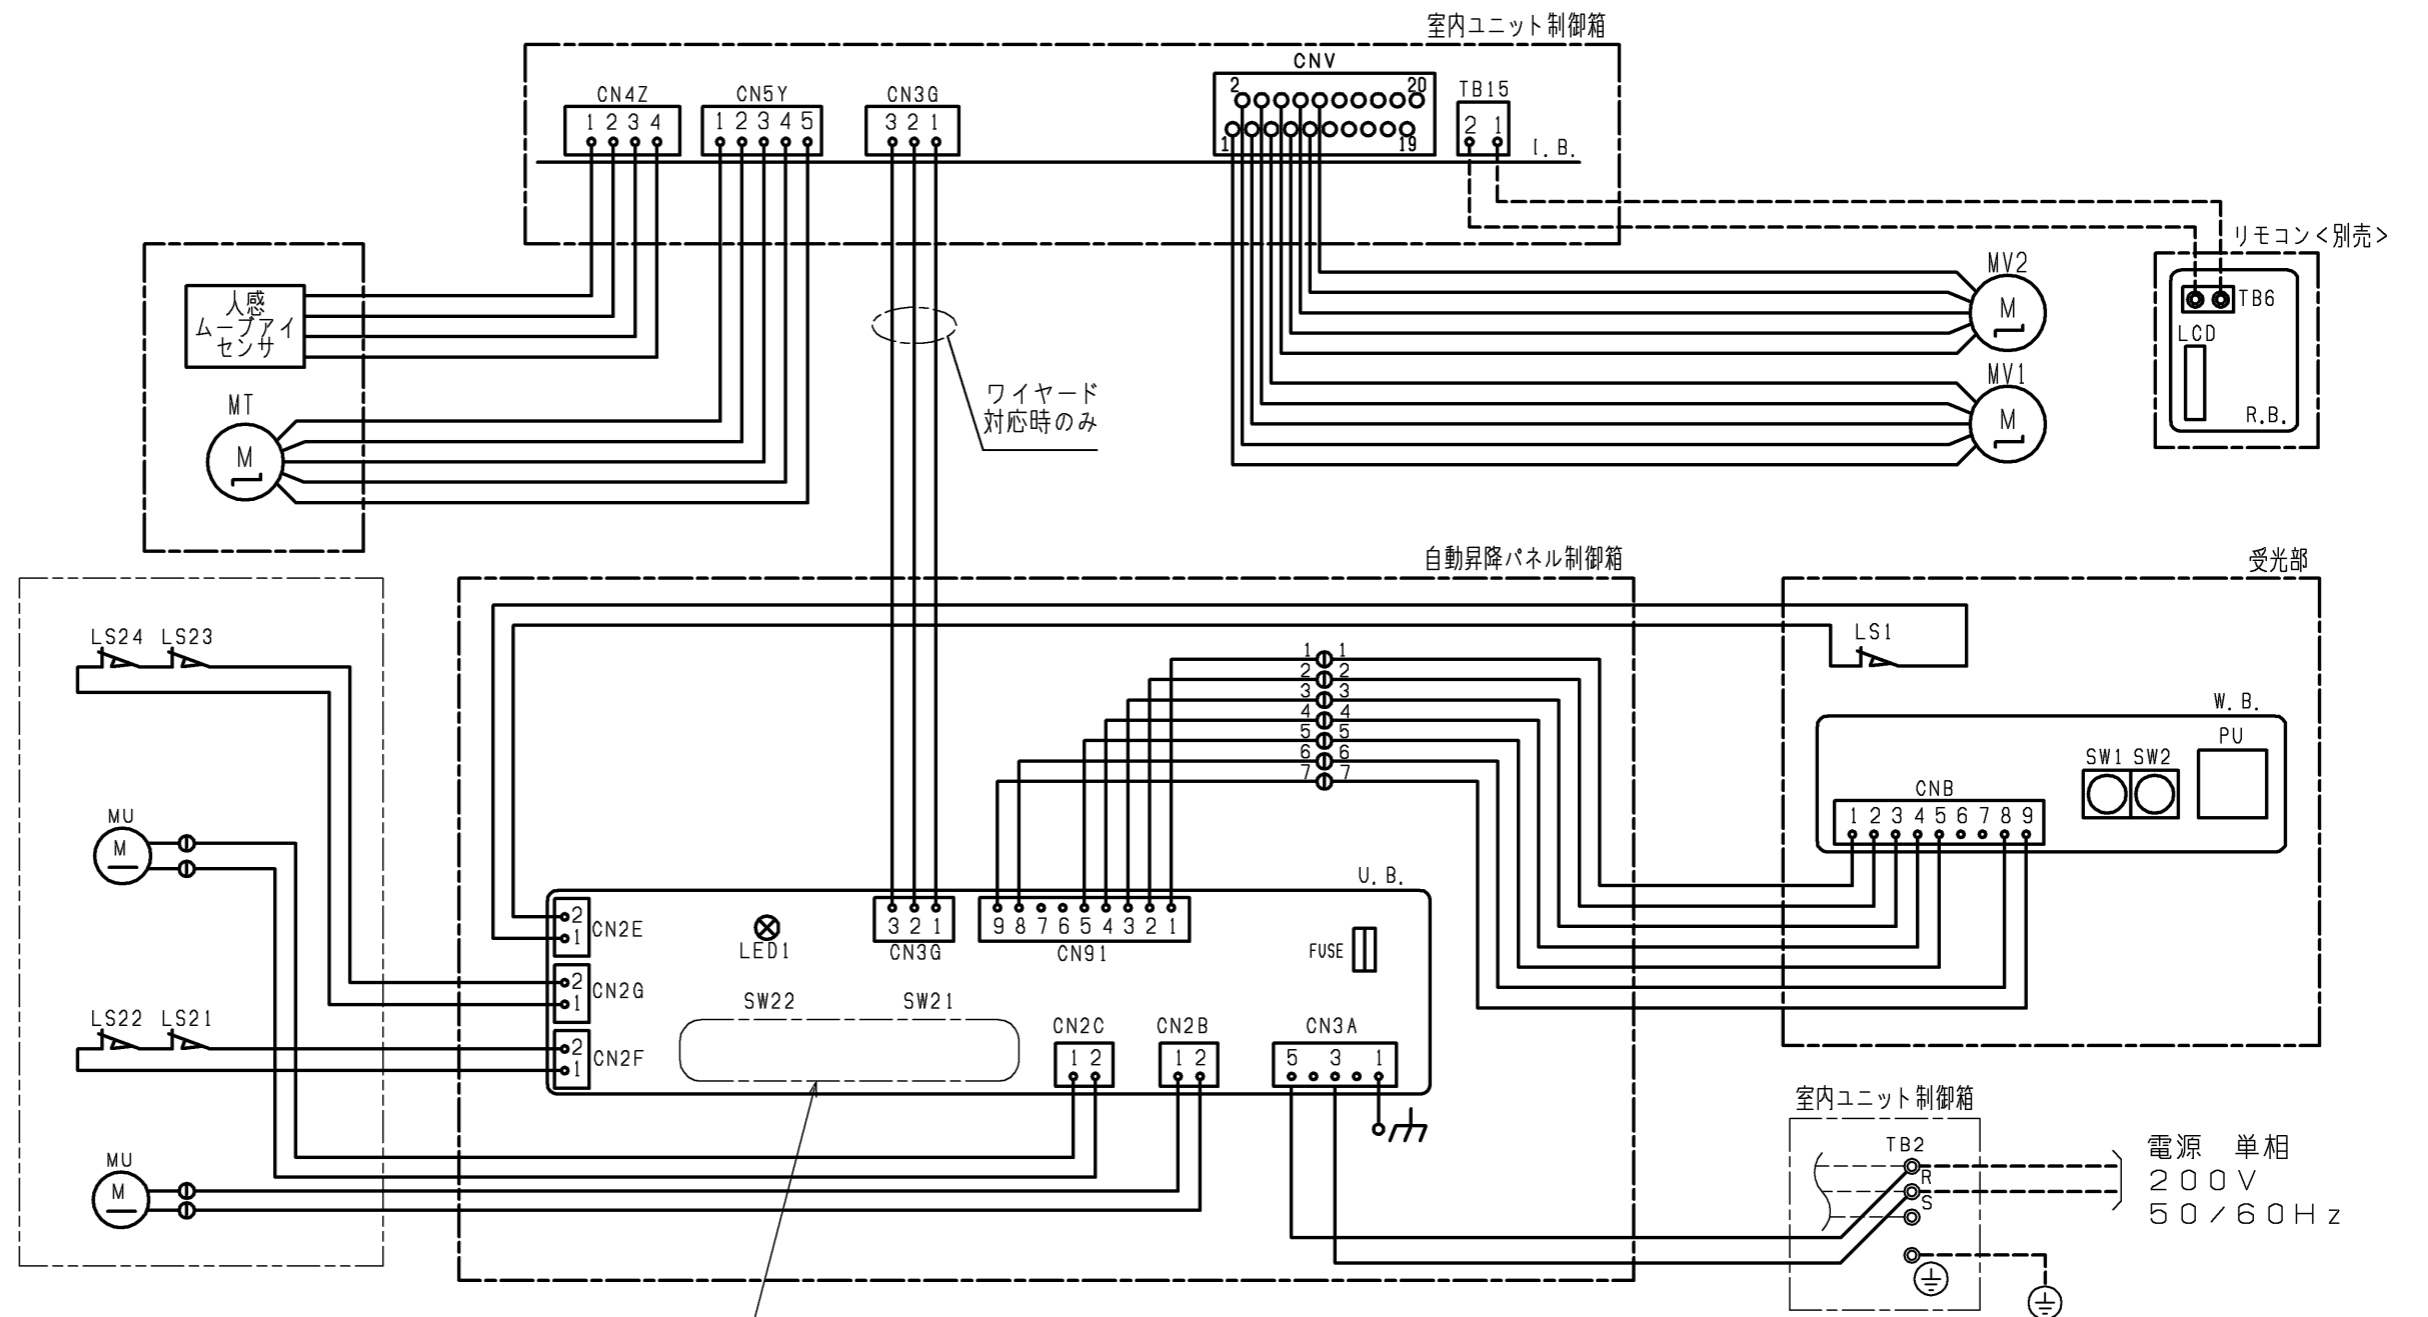 室内ユニット制御箱
CN4Z
1 2 3 4
CN5Y
1 2 3 4 5
CN3G
3 2 1
CNV
2 20
1 19
TB15
2 1
I.B.
リモコン<別売>
TB6
LCD
R.B.
MV2
M
MV1
M
人感
ムーブアイ
センサ
MT
M
ワイヤード
対応時のみ
自動昇降パネル制御箱
受光部
LS24 LS23
LS1
1 1
2 2
3 3
4 4
5 5
6 6
7 7
W.B.
PU
SW1 SW2
CNB
1 2 3 4 5 6 7 8 9
MU
M
U.B.
2
1
CN2E
LED1
3 2 1
CN3G
9 8 7 6 5 4 3 2 1
CN91
FUSE
2
1
CN2G
SW22 SW21
LS22 LS21
2
1
CN2F
CN2C
1 2
CN2B
1 2
CN3A
5 3 1
MU
M
室内ユニット制御箱
TB2
R
S
電源 単相
200V
50/60Hz